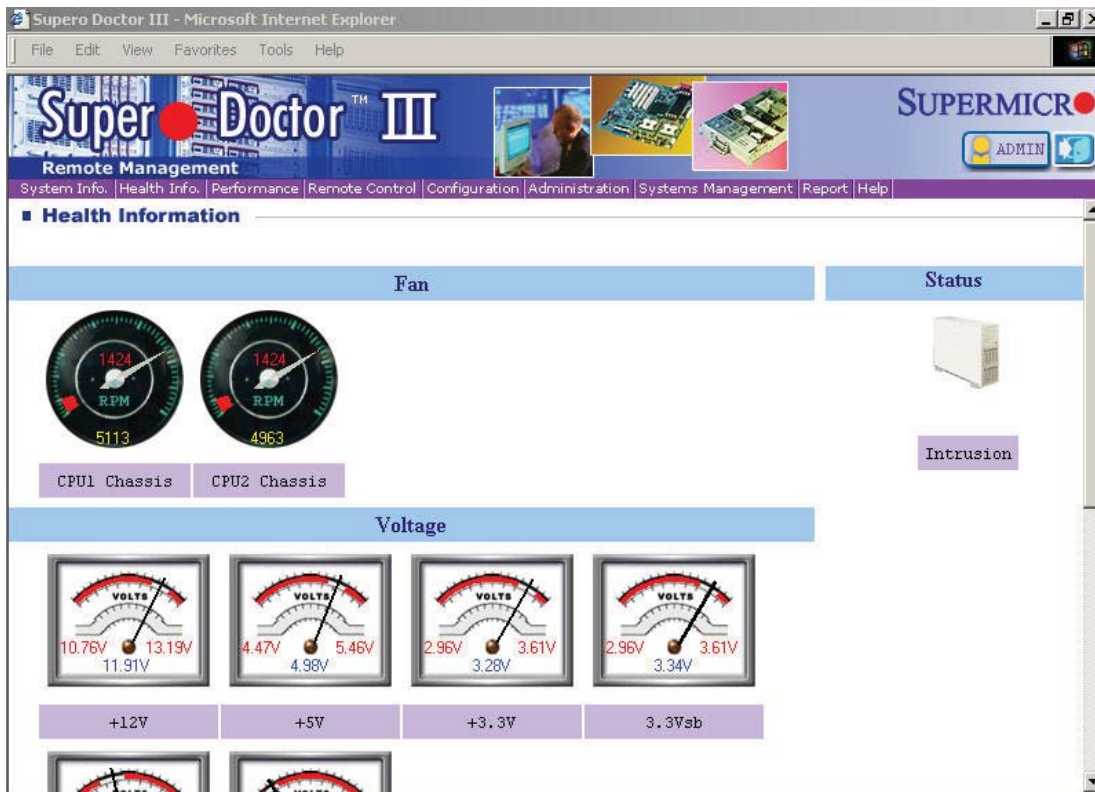 Supero Doctor III - Microsoft Internet Explorer
File Edit View Favorites Tools Help
Super Doctor™ III
SUPERMICR
Remote Management
ADMIN
System Info. Health Info. Performance Remote Control Configuration Administration Systems Management Report Help
Health Information
Fan
Status
1424
RPM
5113
1424
RPM
4963
CPU1 Chassis
CPU2 Chassis
Intrusion
Voltage
VOLTS
10.76V 13.19V
11.91V
VOLTS
4.47V 5.46V
4.98V
VOLTS
2.96V 3.61V
3.28V
VOLTS
2.96V 3.61V
3.34V
+12V
+5V
+3.3V
3.3Vsb